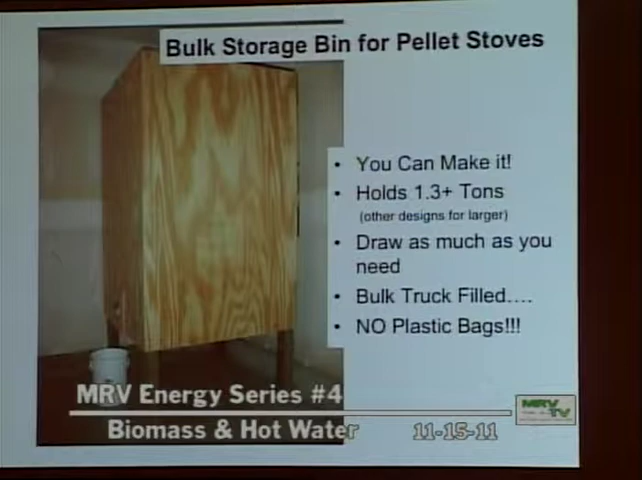 Bulk Storage Bin for Pellet Stoves
• You Can Make it!
• Holds 1.3+ Tons
(other designs for larger)
• Draw as much as you
need
• Bulk Truck Filled....
• NO Plastic Bags!!!
MRV Energy Series #4
MRV
TV
Biomass & Hot Water
11-15-11